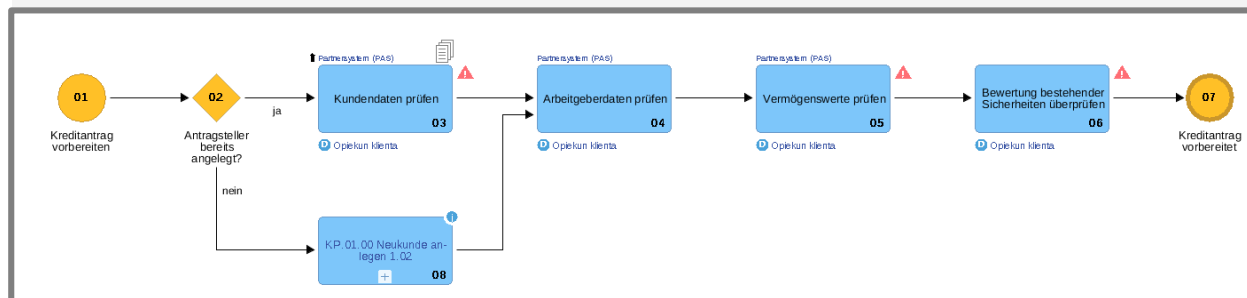 Partnersystem (PAS)
Partnersystem (PAS)
Partnersystem (PAS)
01
02
ja
Kundendaten prüfen
03
Arbeitgeberdaten prüfen
04
Vermögenswerte prüfen
05
Bewertung bestehender
Sicherheiten überprüfen
06
07
Kreditantrag
vorbereiten
Antragsteller
bereits
angelegt?
D Opiekun klienta
D Opiekun klienta
D Opiekun klienta
D Opiekun klienta
Kreditantrag
vorbereitet
nein
i
KP.01.00 Neukunde an-
legen 1.02
08